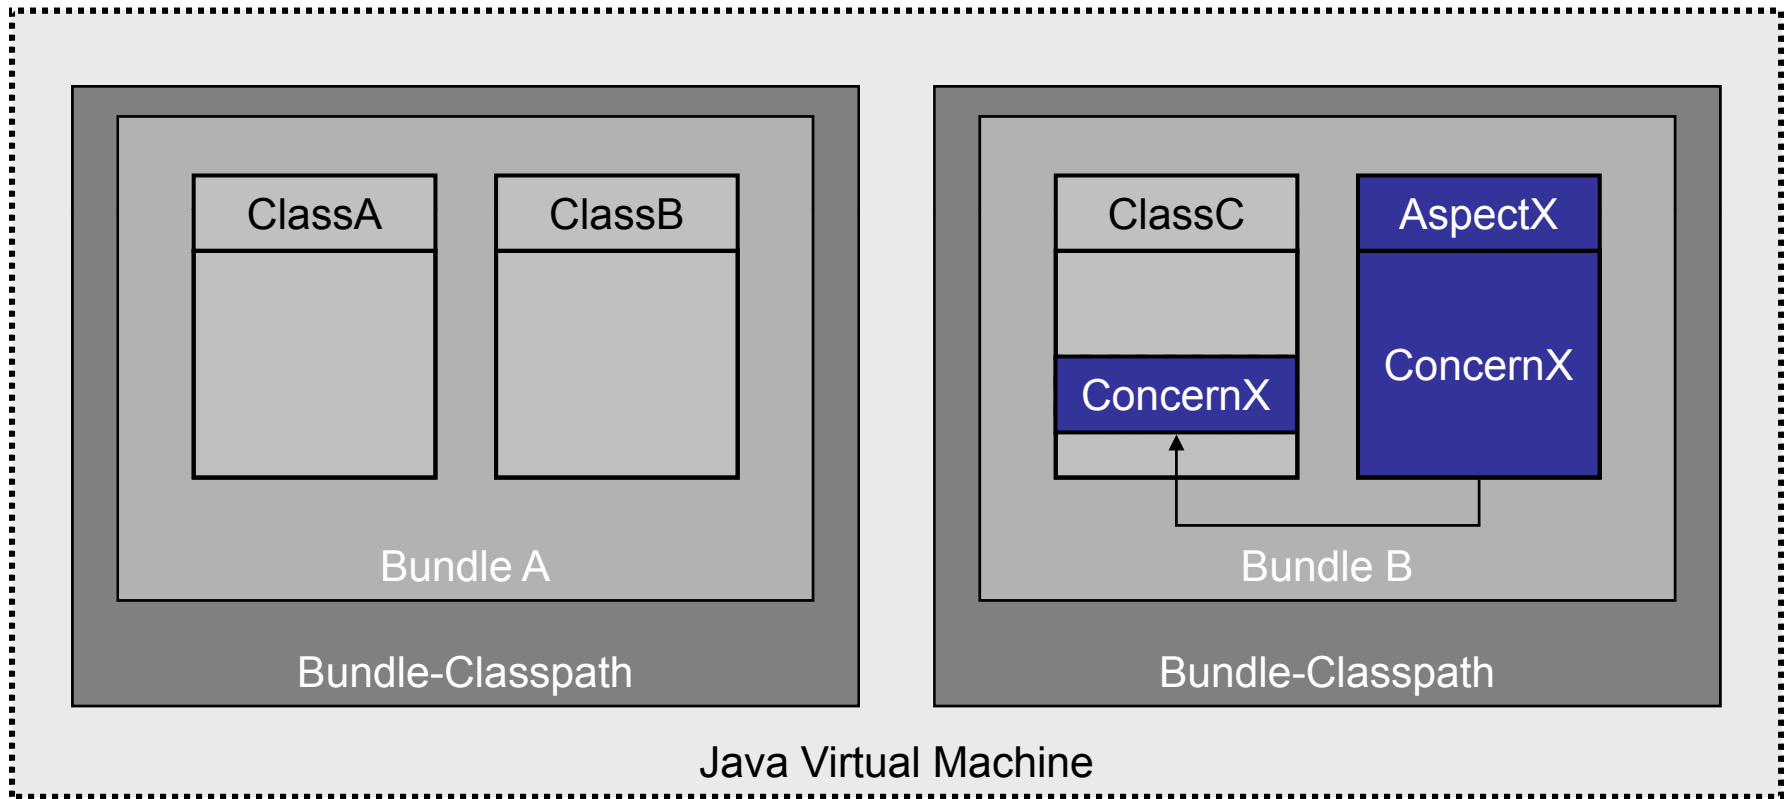 ClassA
ClassB
Bundle A
Bundle-Classpath
ClassC
AspectX
ConcernX
ConcernX
Bundle B
Bundle-Classpath
Java Virtual Machine